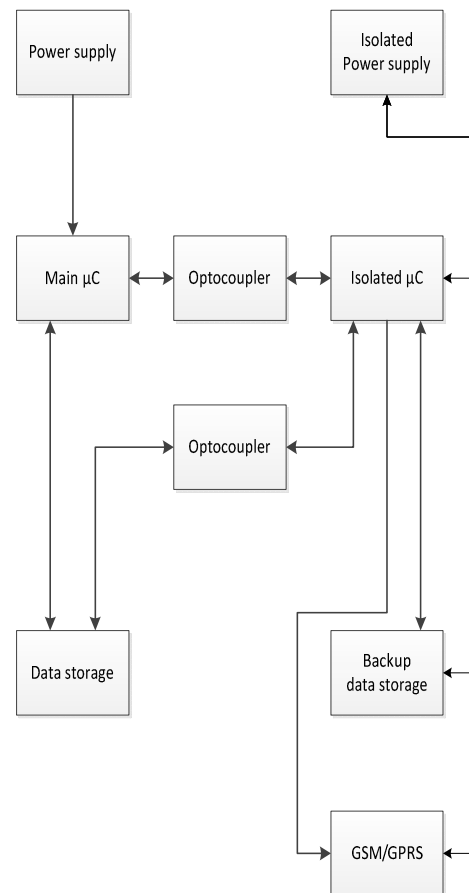 Power supply
Isolated
Power supply
Main µC
Optocoupler
Isolated µC
Optocoupler
Data storage
Backup
data storage
GSM/GPRS